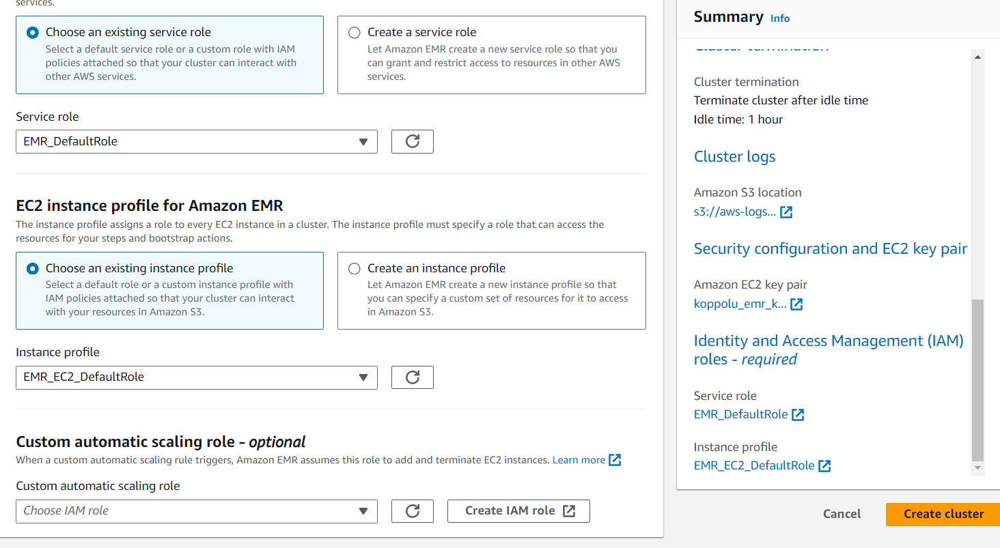 services.
Choose an existing service role
Select a default service role or a custom role with IAM
policies attached so that your cluster can interact with
other AWS services.
Create a service role
Let Amazon EMR create a new service role so that you
can grant and restrict access to resources in other AWS
services.
Service role
EMR_DefaultRole
EC2 instance profile for Amazon EMR
The instance profile assigns a role to every EC2 instance in a cluster. The instance profile must specify a role that can access the
resources for your steps and bootstrap actions.
Choose an existing instance profile
Select a default role or a custom instance profile with
IAM policies attached so that your cluster can interact
with your resources in Amazon S3.
Create an instance profile
Let Amazon EMR create a new instance profile so that
you can specify a custom set of resources for it to access
in Amazon S3.
Instance profile
EMR_EC2_DefaultRole
Custom automatic scaling role - optional
When a custom automatic scaling rule triggers, Amazon EMR assumes this role to add and terminate EC2 instances. Learn more
Custom automatic scaling role
Choose IAM role
Create IAM role
Summary Info
Cluster termination
Cluster termination
Terminate cluster after idle time
Idle time: 1 hour
Cluster logs
Amazon S3 location
s3://aws-logs...
Security configuration and EC2 key pair
Amazon EC2 key pair
koppolu_emr_k...
Identity and Access Management (IAM)
roles - required
Service role
EMR_DefaultRole
Instance profile
EMR_EC2_DefaultRole
Cancel
Create cluster